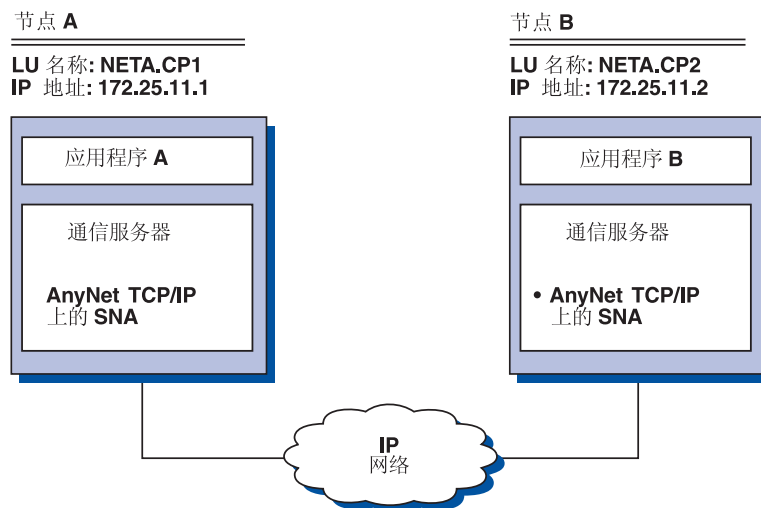 节点 A
LU 名称: NETA.CP1
IP 地址: 172.25.11.1
应用程序 A
通信服务器
AnyNet TCP/IP
上的 SNA
节点 B
LU 名称: NETA.CP2
IP 地址: 172.25.11.2
应用程序 B
通信服务器
• AnyNet TCP/IP
上的 SNA
IP
网络